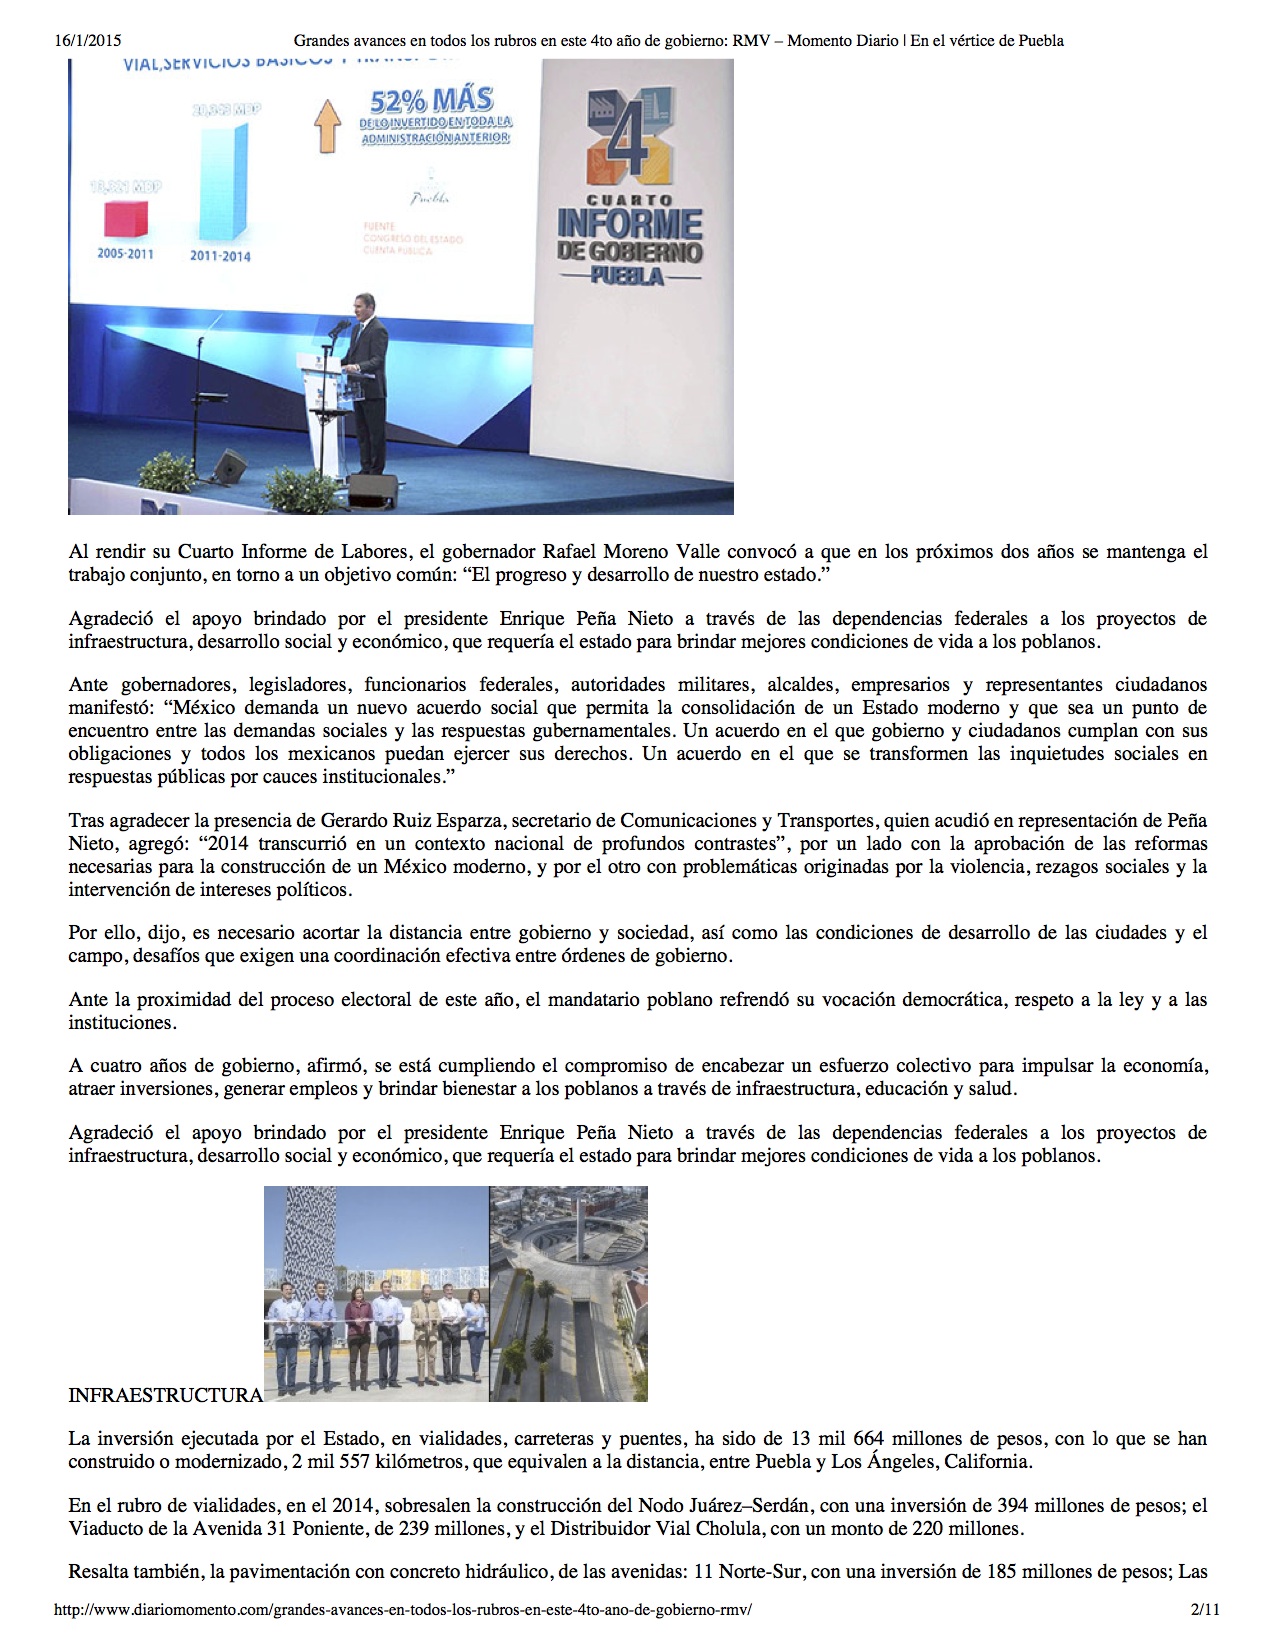 16/1/2015 Grandes avances en todos los rubros en este 4to año de gobierno: RMV – Momento Diario | En el vértice de Puebla
VIAL,SERVICIOS BÁSICOS Y
52% MÁS
DE LO INVERTIDO EN TODA LA
ADMINISTRACIÓN ANTERIOR
MDP
MDP
2005-2011
2011-2014
Puebla
FUENTE
CONGRESO DEL ESTADO
CUENTA PUBLICA
4
CUARTO
INFORME
DE GOBIERNO
PUEBLA
Al rendir su Cuarto Informe de Labores, el gobernador Rafael Moreno Valle convocó a que en los próximos dos años se mantenga el
trabajo conjunto, en torno a un objetivo común: “El progreso y desarrollo de nuestro estado.”
Agradeció el apoyo brindado por el presidente Enrique Peña Nieto a través de las dependencias federales a los proyectos de
infraestructura, desarrollo social y económico, que requería el estado para brindar mejores condiciones de vida a los poblanos.
Ante gobernadores, legisladores, funcionarios federales, autoridades militares, alcaldes, empresarios y representantes ciudadanos
manifestó: “México demanda un nuevo acuerdo social que permita la consolidación de un Estado moderno y que sea un punto de
encuentro entre las demandas sociales y las respuestas gubernamentales. Un acuerdo en el que gobierno y ciudadanos cumplan con sus
obligaciones y todos los mexicanos puedan ejercer sus derechos. Un acuerdo en el que se transformen las inquietudes sociales en
respuestas públicas por cauces institucionales.”
Tras agradecer la presencia de Gerardo Ruiz Esparza, secretario de Comunicaciones y Transportes, quien acudió en representación de Peña
Nieto, agregó: “2014 transcurrió en un contexto nacional de profundos contrastes”, por un lado con la aprobación de las reformas
necesarias para la construcción de un México moderno, y por el otro con problemáticas originadas por la violencia, rezagos sociales y la
intervención de intereses políticos.
Por ello, dijo, es necesario acortar la distancia entre gobierno y sociedad, así como las condiciones de desarrollo de las ciudades y el
campo, desafíos que exigen una coordinación efectiva entre órdenes de gobierno.
Ante la proximidad del proceso electoral de este año, el mandatario poblano refrendó su vocación democrática, respeto a la ley y a las
instituciones.
A cuatro años de gobierno, afirmó, se está cumpliendo el compromiso de encabezar un esfuerzo colectivo para impulsar la economía,
atraer inversiones, generar empleos y brindar bienestar a los poblanos a través de infraestructura, educación y salud.
Agradeció el apoyo brindado por el presidente Enrique Peña Nieto a través de las dependencias federales a los proyectos de
infraestructura, desarrollo social y económico, que requería el estado para brindar mejores condiciones de vida a los poblanos.
INFRAESTRUCTURA
La inversión ejecutada por el Estado, en vialidades, carreteras y puentes, ha sido de 13 mil 664 millones de pesos, con lo que se han
construido o modernizado, 2 mil 557 kilómetros, que equivalen a la distancia, entre Puebla y Los Ángeles, California.
En el rubro de vialidades, en el 2014, sobresalen la construcción del Nodo Juárez–Serdán, con una inversión de 394 millones de pesos; el
Viaducto de la Avenida 31 Poniente, de 239 millones, y el Distribuidor Vial Cholula, con un monto de 220 millones.
Resalta también, la pavimentación con concreto hidráulico, de las avenidas: 11 Norte-Sur, con una inversión de 185 millones de pesos; Las
http://www.diariomomento.com/grandes-avances-en-todos-los-rubros-en-este-4to-ano-de-gobierno-rmv/ 2/11